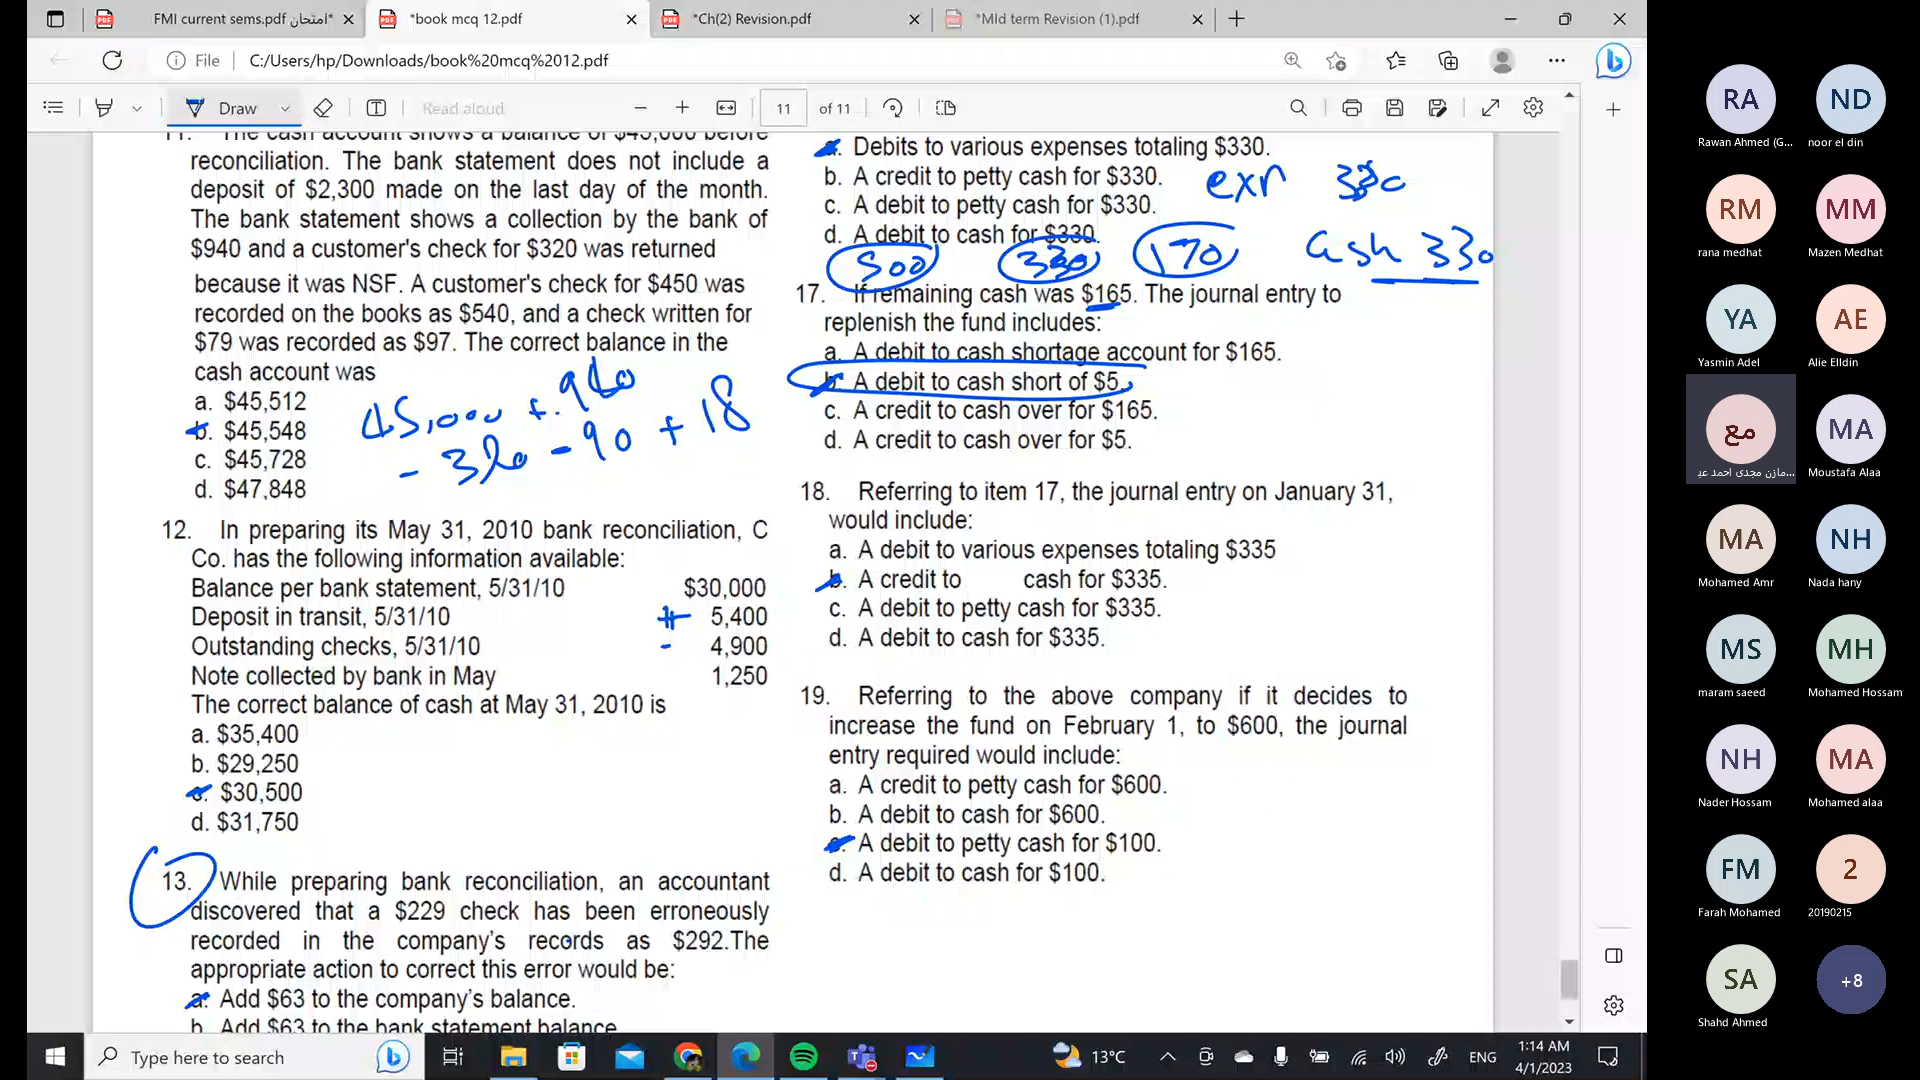 FMI current sems.pdf امتحان*
*book mcq 12.pdf
*Ch(2) Revision.pdf
*MId term Revision (1).pdf
File C:/Users/hp/Downloads/book%20mcq%2012.pdf
Draw
Read aloud
11 of 11
11. The cash account shows a balance of $45,000 before
reconciliation. The bank statement does not include a
deposit of $2,300 made on the last day of the month.
The bank statement shows a collection by the bank of
$940 and a customer's check for $320 was returned
because it was NSF. A customer's check for $450 was
recorded on the books as $540, and a check written for
$79 was recorded as $97. The correct balance in the
cash account was
a. $45,512
b. $45,548
c. $45,728
d. $47,848
45,000 + 940
- 320 - 90 + 18
12. In preparing its May 31, 2010 bank reconciliation, C
Co. has the following information available:
Balance per bank statement, 5/31/10 $30,000
Deposit in transit, 5/31/10 + 5,400
Outstanding checks, 5/31/10 - 4,900
Note collected by bank in May 1,250
The correct balance of cash at May 31, 2010 is
a. $35,400
b. $29,250
c. $30,500
d. $31,750
13. While preparing bank reconciliation, an accountant
discovered that a $229 check has been erroneously
recorded in the company's records as $292.The
appropriate action to correct this error would be:
a. Add $63 to the company's balance.
b. Add $63 to the bank statement balance
a. Debits to various expenses totaling $330.
b. A credit to petty cash for $330.
c. A debit to petty cash for $330.
d. A debit to cash for $330.
exp 330
Cash 330
500 330 170
17. If remaining cash was $165. The journal entry to
replenish the fund includes:
a. A debit to cash shortage account for $165.
b. A debit to cash short of $5.
c. A credit to cash over for $165.
d. A credit to cash over for $5.
18. Referring to item 17, the journal entry on January 31,
would include:
a. A debit to various expenses totaling $335
b. A credit to cash for $335.
c. A debit to petty cash for $335.
d. A debit to cash for $335.
19. Referring to the above company if it decides to
increase the fund on February 1, to $600, the journal
entry required would include:
a. A credit to petty cash for $600.
b. A debit to cash for $600.
c. A debit to petty cash for $100.
d. A debit to cash for $100.
RA ND
Rawan Ahmed (G... noor el din
RM MM
rana medhat Mazen Medhat
YA AE
Yasmin Adel Alie Elldin
مع MA
مازن مجدى احمد عبد... Moustafa Alaa
MA NH
Mohamed Amr Nada hany
MS MH
maram saeed Mohamed Hossam
NH MA
Nader Hossam Mohamed alaa
FM 2
Farah Mohamed 20190215
SA +8
Shahd Ahmed
Type here to search
13°C
ENG
1:14 AM
4/1/2023